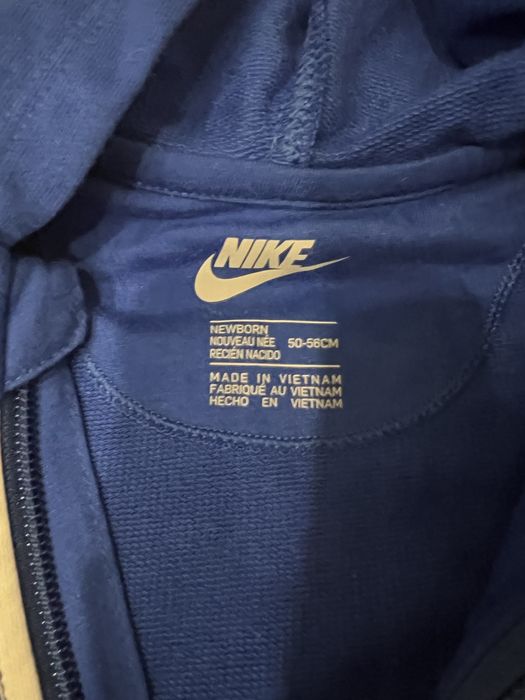 NIKE
NEWBORN
NOUVEAU NÉE 50-56CM
RECIÉN NACIDO
MADE IN VIETNAM
FABRIQUÉ AU VIETNAM
HECHO EN VIETNAM